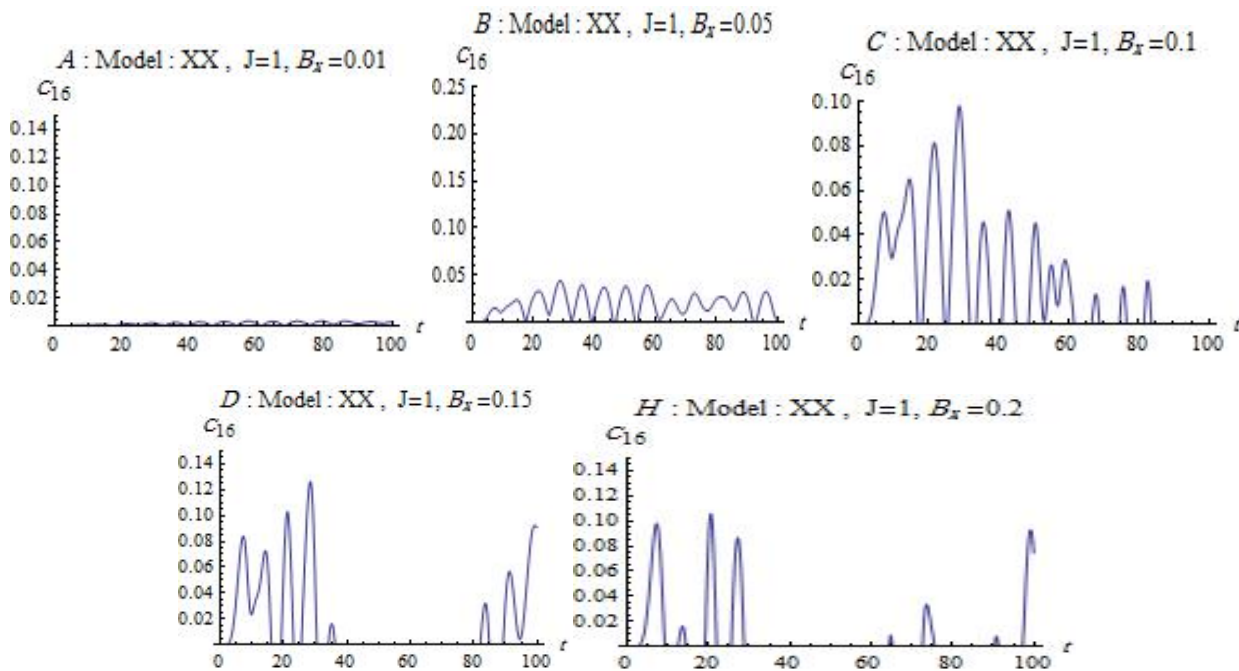 A : Model : XX , J=1, Bx=0.01
C16
0.14
0.12
0.10
0.08
0.06
0.04
0.02
0 20 40 60 80 100 t
B : Model : XX , J=1, Bx=0.05
C16
0.25
0.20
0.15
0.10
0.05
0 20 40 60 80 100 t
C : Model : XX , J=1, Bx=0.1
C16
0.10
0.08
0.06
0.04
0.02
0 20 40 60 80 100 t
D : Model : XX , J=1, Bx=0.15
C16
0.14
0.12
0.10
0.08
0.06
0.04
0.02
0 20 40 60 80 100 t
H : Model : XX , J=1, Bx=0.2
C16
0.14
0.12
0.10
0.08
0.06
0.04
0.02
0 20 40 60 80 100 t